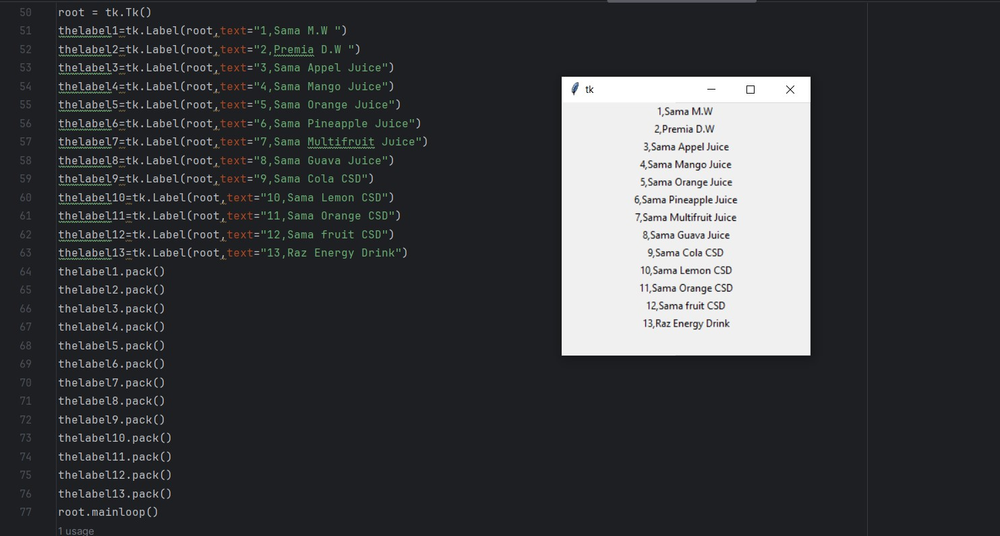 50 root = tk.Tk()
51 thelabel1=tk.Label(root,text="1,Sama M.W ")
52 thelabel2=tk.Label(root,text="2,Premia D.W ")
53 thelabel3=tk.Label(root,text="3,Sama Appel Juice")
54 thelabel4=tk.Label(root,text="4,Sama Mango Juice")
55 thelabel5=tk.Label(root,text="5,Sama Orange Juice")
56 thelabel6=tk.Label(root,text="6,Sama Pineapple Juice")
57 thelabel7=tk.Label(root,text="7,Sama Multifruit Juice")
58 thelabel8=tk.Label(root,text="8,Sama Guava Juice")
59 thelabel9=tk.Label(root,text="9,Sama Cola CSD")
60 thelabel10=tk.Label(root,text="10,Sama Lemon CSD")
61 thelabel11=tk.Label(root,text="11,Sama Orange CSD")
62 thelabel12=tk.Label(root,text="12,Sama fruit CSD")
63 thelabel13=tk.Label(root,text="13,Raz Energy Drink")
64 thelabel1.pack()
65 thelabel2.pack()
66 thelabel3.pack()
67 thelabel4.pack()
68 thelabel5.pack()
69 thelabel6.pack()
70 thelabel7.pack()
71 thelabel8.pack()
72 thelabel9.pack()
73 thelabel10.pack()
74 thelabel11.pack()
75 thelabel12.pack()
76 thelabel13.pack()
77 root.mainloop()
1 usage
tk
1,Sama M.W
2,Premia D.W
3,Sama Appel Juice
4,Sama Mango Juice
5,Sama Orange Juice
6,Sama Pineapple Juice
7,Sama Multifruit Juice
8,Sama Guava Juice
9,Sama Cola CSD
10,Sama Lemon CSD
11,Sama Orange CSD
12,Sama fruit CSD
13,Raz Energy Drink